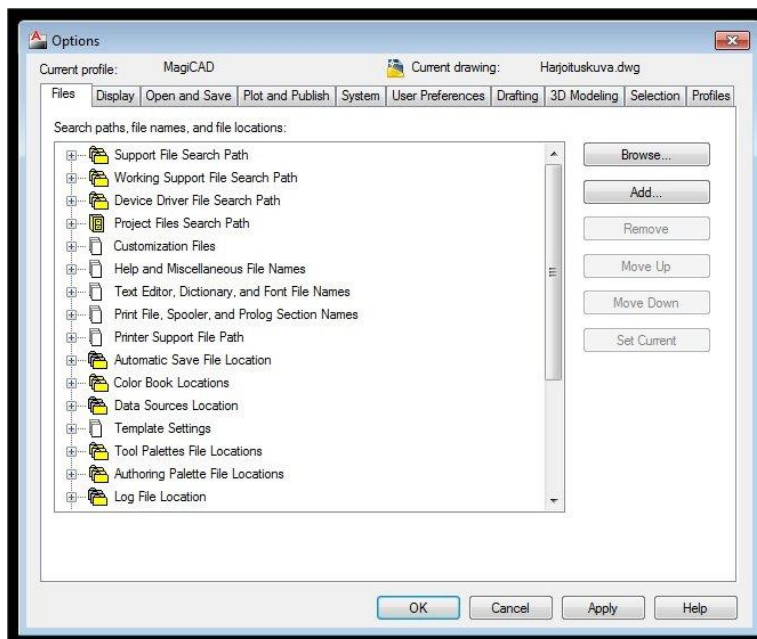 Options
Current profile: MagiCAD Current drawing: Harjoituskuva.dwg
Files Display Open and Save Plot and Publish System User Preferences Drafting 3D Modeling Selection Profiles
Search paths, file names, and file locations:
Support File Search Path
Working Support File Search Path
Device Driver File Search Path
Project Files Search Path
Customization Files
Help and Miscellaneous File Names
Text Editor, Dictionary, and Font File Names
Print File, Spooler, and Prolog Section Names
Printer Support File Path
Automatic Save File Location
Color Book Locations
Data Sources Location
Template Settings
Tool Palettes File Locations
Authoring Palette File Locations
Log File Location
Browse...
Add...
Remove
Move Up
Move Down
Set Current
OK Cancel Apply Help